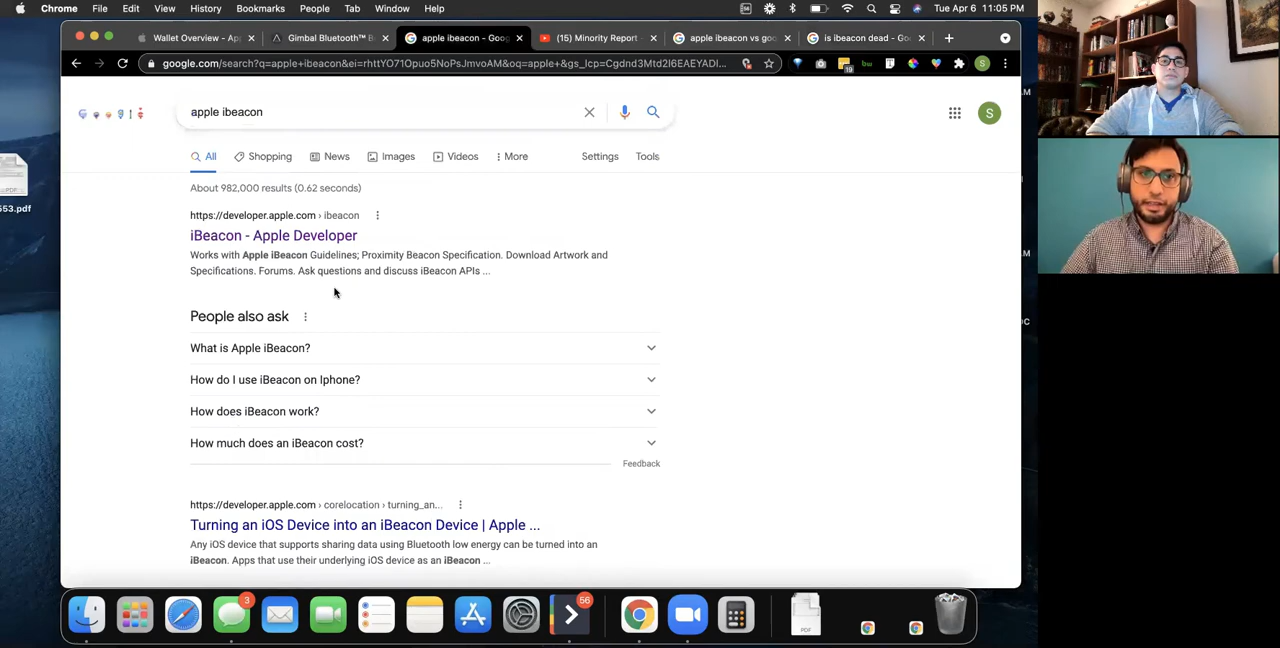 Chrome File Edit View History Bookmarks People Tab Window Help Tue Apr 6 11:05 PM
Wallet Overview - Ap Gimbal Bluetooth™ B apple ibeacon - Goog (15) Minority Report - apple ibeacon vs goo is ibeacon dead - Go
google.com/search?q=apple+ibeacon&ei=rhttYO71Opuo5NoPsJmvoAM&oq=apple+&gs_lcp=Cgdnd3Mtd2l6EAEYADI... 19 S
apple ibeacon
S
All Shopping News Images Videos More Settings Tools
About 982,000 results (0.62 seconds)
https://developer.apple.com › ibeacon
iBeacon - Apple Developer
Works with Apple iBeacon Guidelines; Proximity Beacon Specification. Download Artwork and
Specifications. Forums. Ask questions and discuss iBeacon APIs ...
People also ask
What is Apple iBeacon?
How do I use iBeacon on Iphone?
How does iBeacon work?
How much does an iBeacon cost?
Feedback
https://developer.apple.com › corelocation › turning_an...
Turning an iOS Device into an iBeacon Device | Apple ...
Any iOS device that supports sharing data using Bluetooth low energy can be turned into an
iBeacon. Apps that use their underlying iOS device as an iBeacon ...
PDF
553.pdf
AM
AM
OC
3
56
PDF